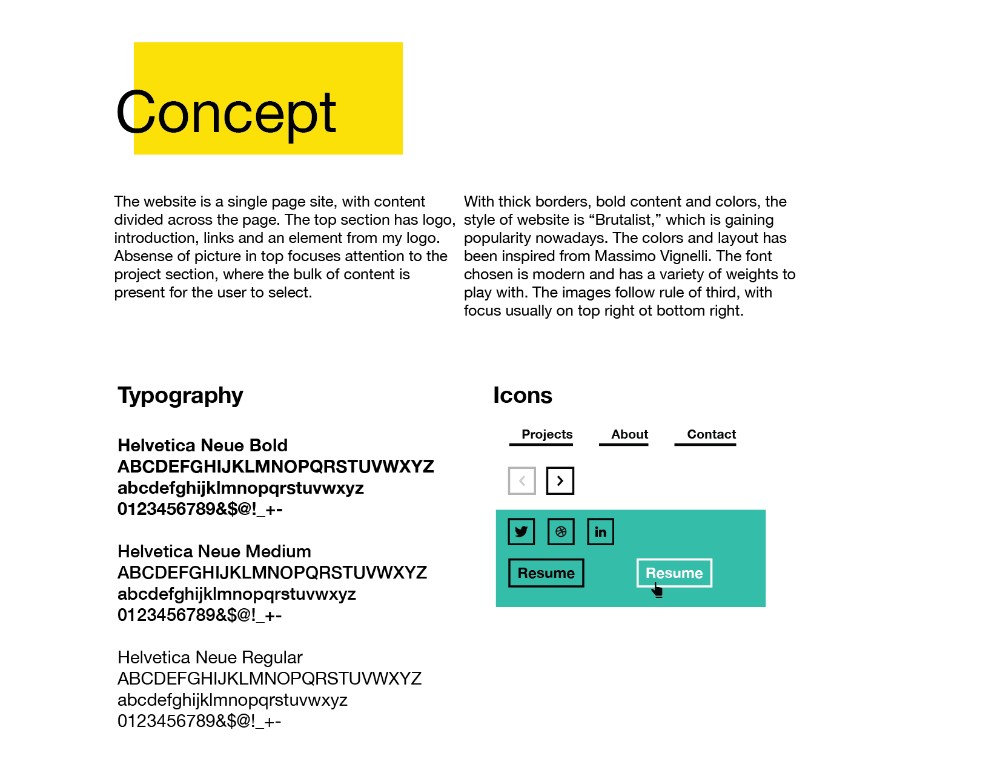 Concept
The website is a single page site, with content
divided across the page. The top section has logo,
introduction, links and an element from my logo.
Absense of picture in top focuses attention to the
project section, where the bulk of content is
present for the user to select.
With thick borders, bold content and colors, the
style of website is “Brutalist,” which is gaining
popularity nowadays. The colors and layout has
been inspired from Massimo Vignelli. The font
chosen is modern and has a variety of weights to
play with. The images follow rule of third, with
focus usually on top right ot bottom right.
Typography
Helvetica Neue Bold
ABCDEFGHIJKLMNOPQRSTUVWXYZ
abcdefghijklmnopqrstuvwxyz
0123456789&$@!_+-
Helvetica Neue Medium
ABCDEFGHIJKLMNOPQRSTUVWXYZ
abcdefghijklmnopqrstuvwxyz
0123456789&$@!_+-
Helvetica Neue Regular
ABCDEFGHIJKLMNOPQRSTUVWXYZ
abcdefghijklmnopqrstuvwxyz
0123456789&$@!_+-
Icons
Projects About Contact
in
Resume Resume